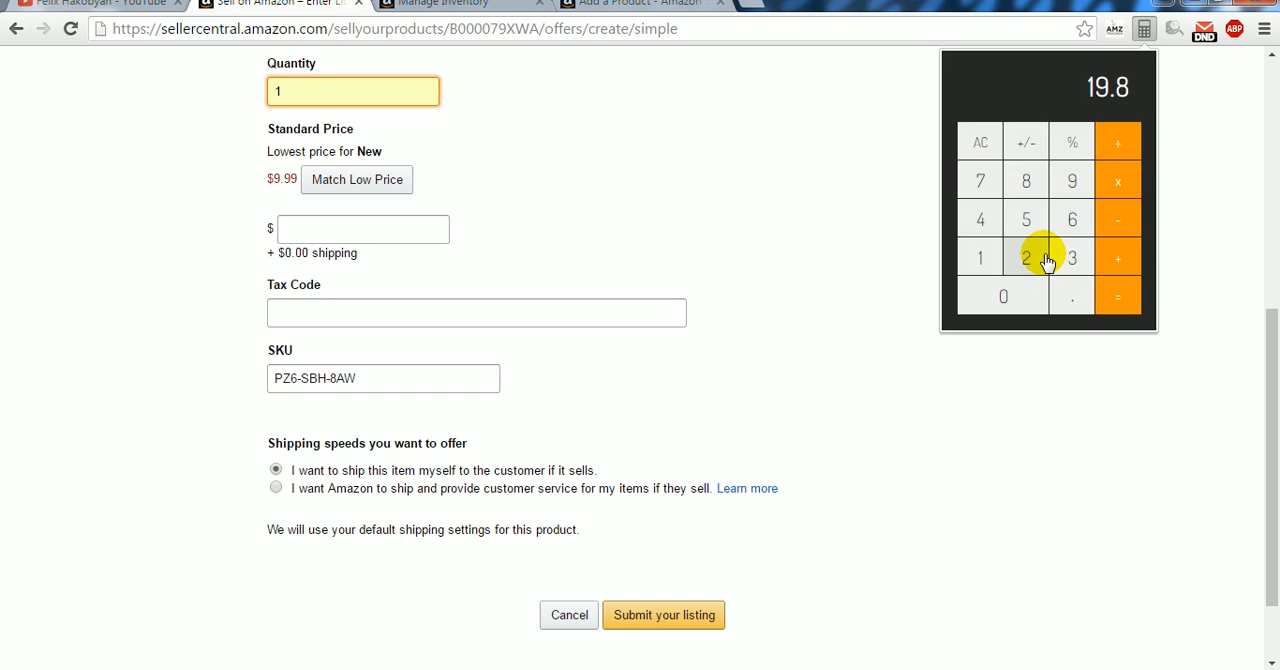 Felix Hakobyan - YouTube
Sell on Amazon – Enter Li
Manage Inventory
Add a Product - Amazon
https://sellercentral.amazon.com/sellyourproducts/B000079XWA/offers/create/simple
AMZ
DND
ABP
Quantity
1
Standard Price
Lowest price for New
$9.99 Match Low Price
$
+ $0.00 shipping
Tax Code
SKU
PZ6-SBH-8AW
Shipping speeds you want to offer
I want to ship this item myself to the customer if it sells.
I want Amazon to ship and provide customer service for my items if they sell. Learn more
We will use your default shipping settings for this product.
Cancel Submit your listing
19.8
AC +/- % ÷
7 8 9 x
4 5 6 -
1 2 3 +
0 . =